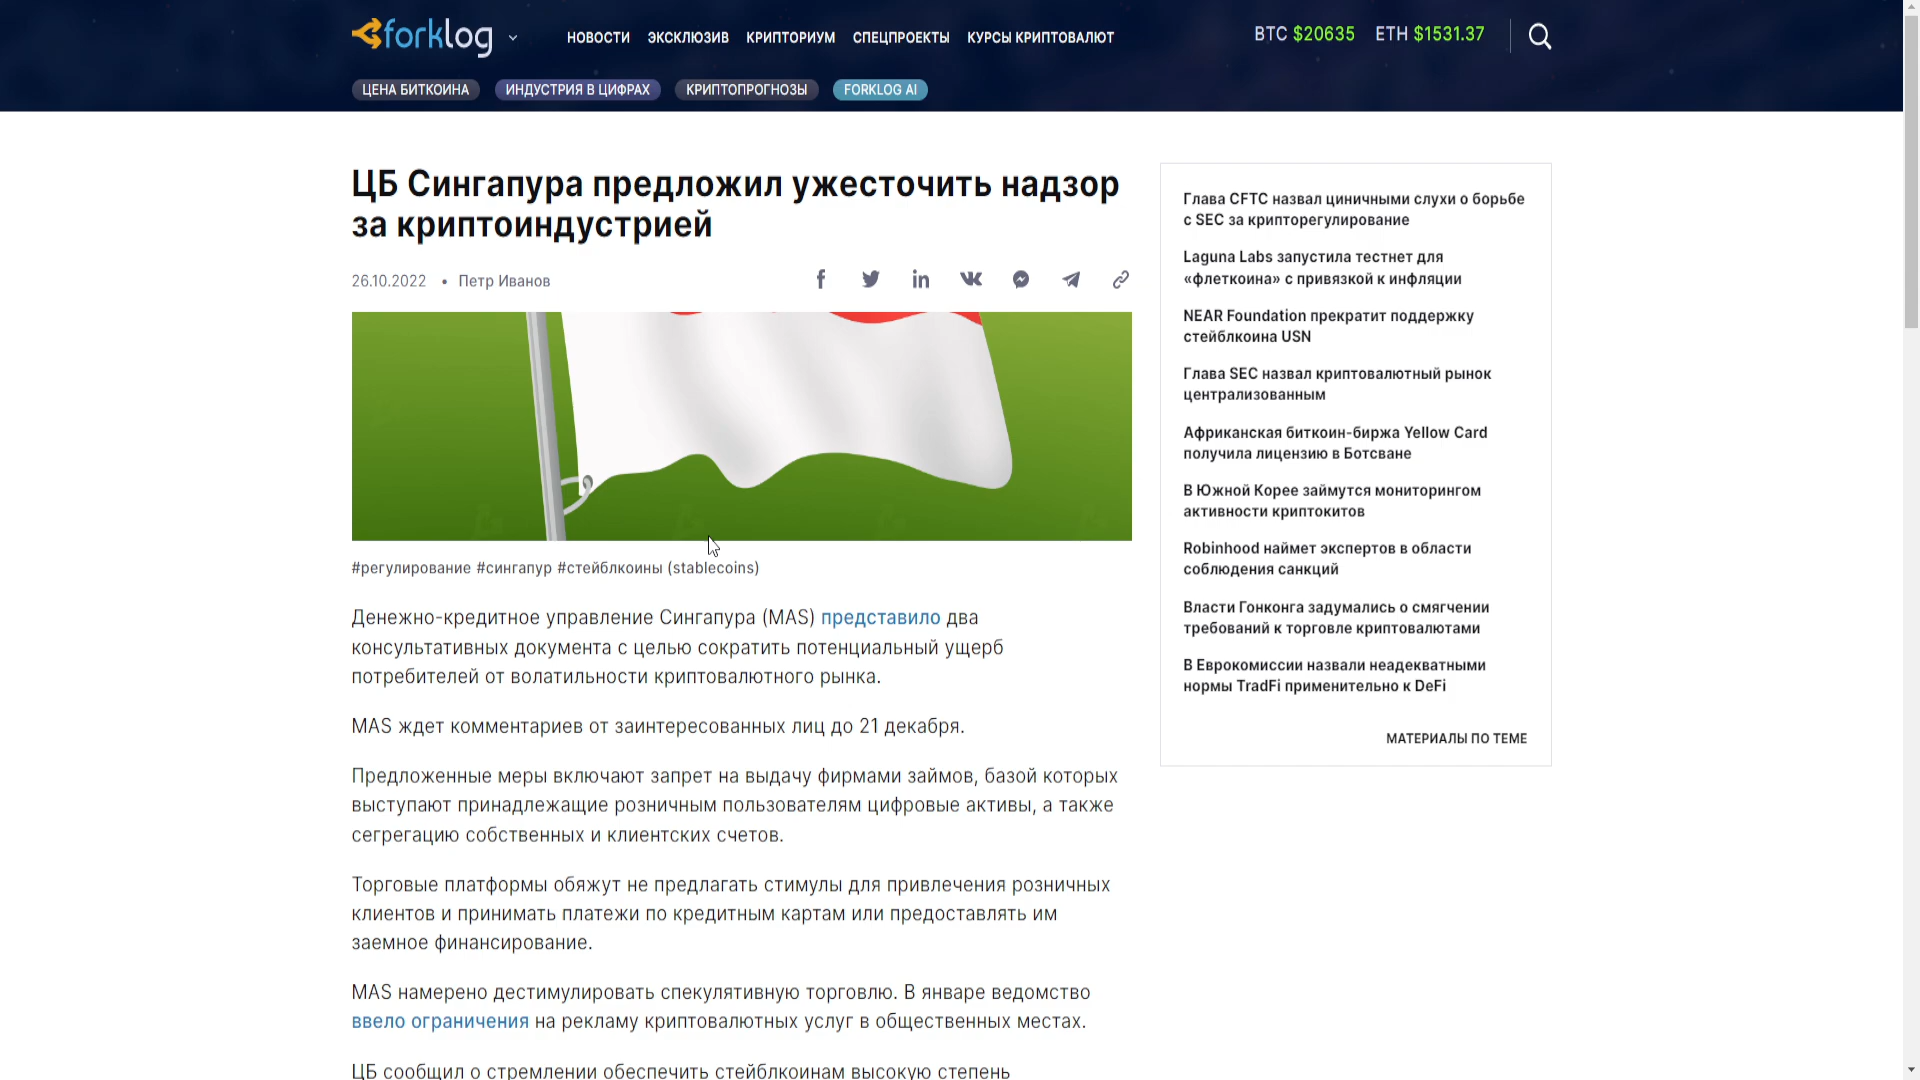 forklog
НОВОСТИ ЭКСКЛЮЗИВ КРИПТОРИУМ СПЕЦПРОЕКТЫ КУРСЫ КРИПТОВАЛЮТ
BTC $20635 ETH $1531.37
ЦЕНА БИТКОИНА ИНДУСТРИЯ В ЦИФРАХ КРИПТОПРОГНОЗЫ FORKLOG AI
ЦБ Сингапура предложил ужесточить надзор
за криптоиндустрией
26.10.2022 • Петр Иванов
#регулирование #сингапур #стейблкоины (stablecoins)
Денежно-кредитное управление Сингапура (MAS) представило два
консультативных документа с целью сократить потенциальный ущерб
потребителей от волатильности криптовалютного рынка.
MAS ждет комментариев от заинтересованных лиц до 21 декабря.
Предложенные меры включают запрет на выдачу фирмами займов, базой которых
выступают принадлежащие розничным пользователям цифровые активы, а также
сегрегацию собственных и клиентских счетов.
Торговые платформы обяжут не предлагать стимулы для привлечения розничных
клиентов и принимать платежи по кредитным картам или предоставлять им
заемное финансирование.
MAS намерено дестимулировать спекулятивную торговлю. В январе ведомство
ввело ограничения на рекламу криптовалютных услуг в общественных местах.
ЦБ сообщил о стремлении обеспечить стейблкоинам высокую степень
Глава CFTC назвал циничными слухи о борьбе
с SEC за крипторегулирование
Laguna Labs запустила тестнет для
«флеткоина» с привязкой к инфляции
NEAR Foundation прекратит поддержку
стейблкоина USN
Глава SEC назвал криптовалютный рынок
централизованным
Африканская биткоин-биржа Yellow Card
получила лицензию в Ботсване
В Южной Корее займутся мониторингом
активности криптокитов
Robinhood наймет экспертов в области
соблюдения санкций
Власти Гонконга задумались о смягчении
требований к торговле криптовалютами
В Еврокомиссии назвали неадекватными
нормы TradFi применительно к DeFi
МАТЕРИАЛЫ ПО ТЕМЕ